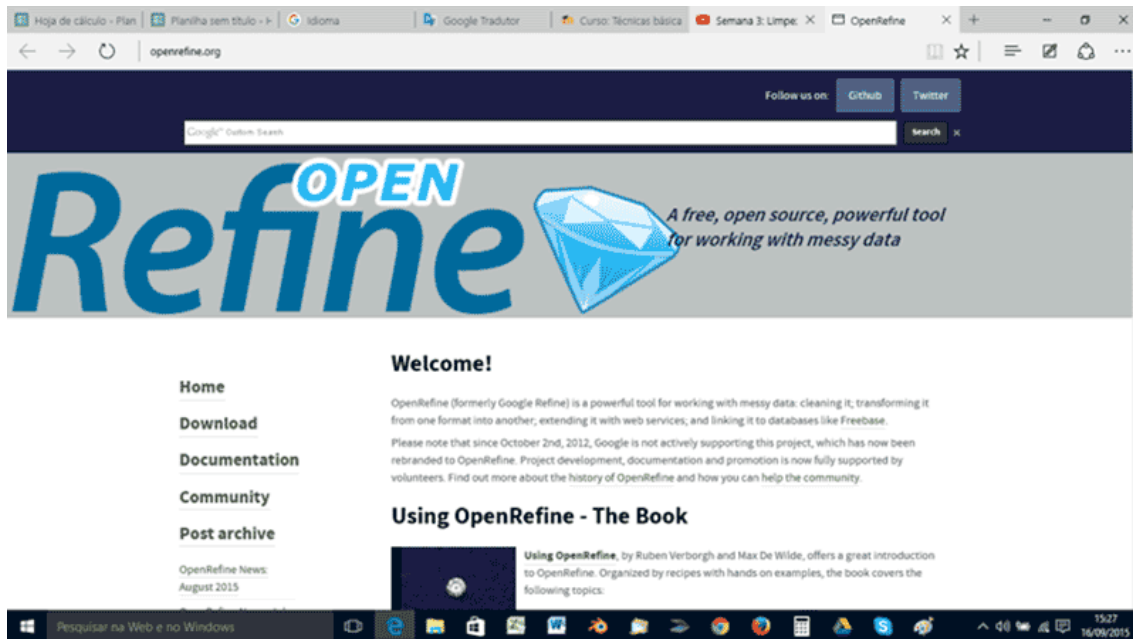 Hoja de cálculo - Plan
Planilha sem título - H
Idioma
Google Tradutor
Curso: Técnicas básica
Semana 3: Limpe:
OpenRefine
openrefine.org
Follow us on:
Github
Twitter
Google™ Custom Search
Search
OPEN
Refine
A free, open source, powerful tool
for working with messy data
Home
Download
Documentation
Community
Post archive
OpenRefine News:
August 2015
Welcome!
OpenRefine (formerly Google Refine) is a powerful tool for working with messy data: cleaning it; transforming it
from one format into another; extending it with web services; and linking it to databases like Freebase.
Please note that since October 2nd, 2012, Google is not actively supporting this project, which has now been
rebranded to OpenRefine. Project development, documentation and promotion is now fully supported by
volunteers. Find out more about the history of OpenRefine and how you can help the community.
Using OpenRefine - The Book
Using OpenRefine, by Ruben Verborgh and Max De Wilde, offers a great introduction
to OpenRefine. Organized by recipes with hands on examples, the book covers the
following topics:
Pesquisar na Web e no Windows
15:27
16/09/2015